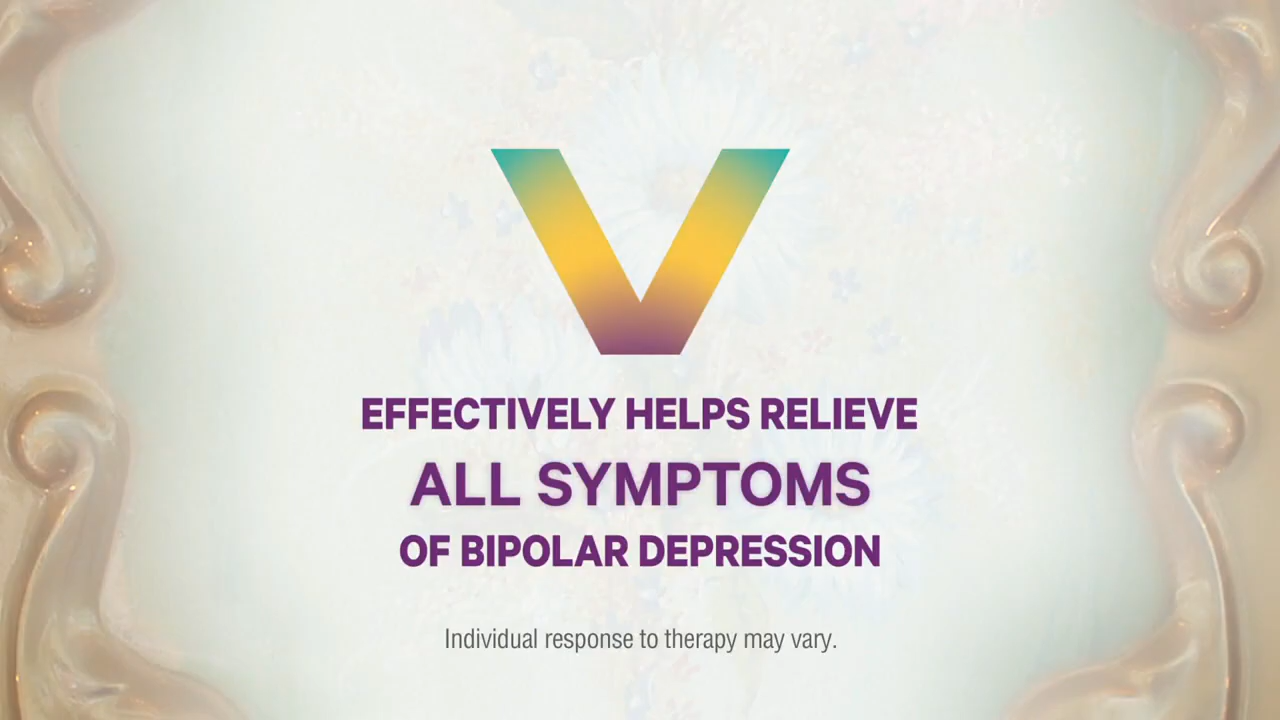 V
EFFECTIVELY HELPS RELIEVE
ALL SYMPTOMS
OF BIPOLAR DEPRESSION
Individual response to therapy may vary.